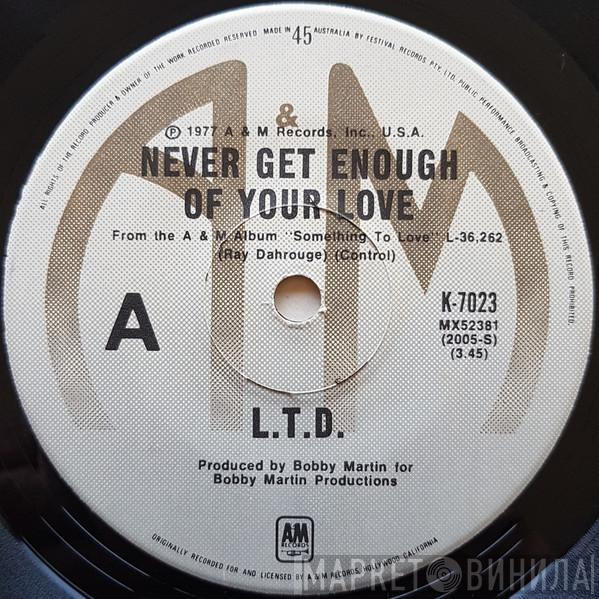 ALL RIGHTS OF THE RECORD PRODUCER & OWNER OF THE WORK RECORDED RESERVED MADE IN 45 AUSTRALIA BY FESTIVAL RECORDS PTY. LTD. PUBLIC PERFORMANCE BROADCASTING & COPYING OF THIS RECORD PROHIBITED.
A&M
Ⓟ 1977 A & M Records, Inc., U.S.A.
NEVER GET ENOUGH
OF YOUR LOVE
From the A & M Album "Something To Love" L-36,262
(Ray Dahrouge) (Control)
A
K-7023
MX52381
(2005-S)
(3.45)
L.T.D.
Produced by Bobby Martin for
Bobby Martin Productions
AM
RECORDS
ORIGINALLY RECORDED FOR AND LICENSED BY A & M RECORDS, HOLLYWOOD, CALIFORNIA
МАРКЕТ ВИНИЛА